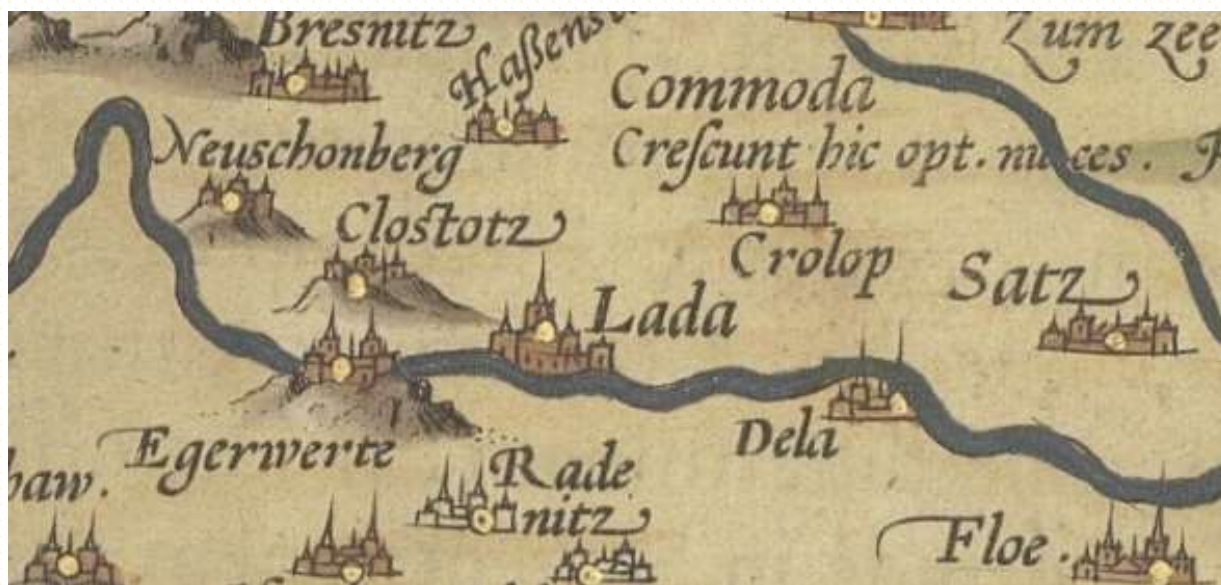 Bresnitz
Haßenst
Zum zee
Commoda
Creſcunt hic opt. nuces.
Neuschonberg
Clostotz
Crolop
Satz
Lada
Dela
Egerwerte
haw.
Rade
nitz
Floe.